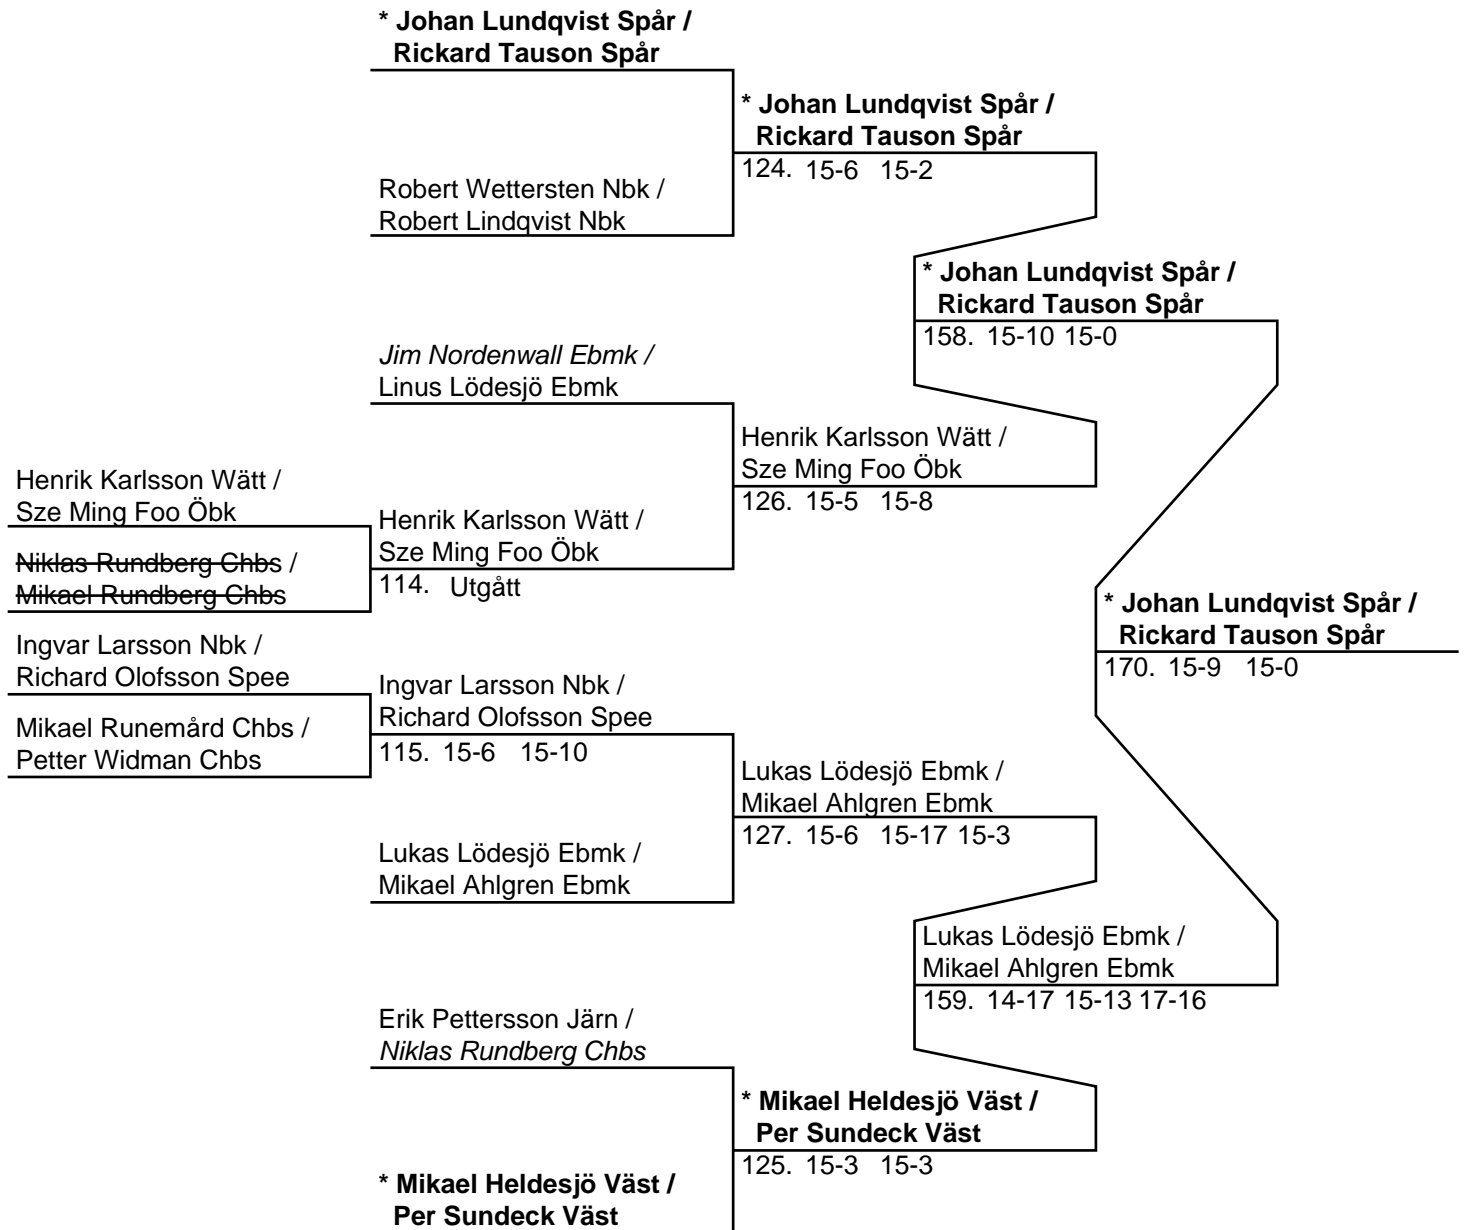 * Johan Lundqvist Spår /
Rickard Tauson Spår
* Johan Lundqvist Spår /
Rickard Tauson Spår
124. 15-6 15-2
Robert Wettersten Nbk /
Robert Lindqvist Nbk
* Johan Lundqvist Spår /
Rickard Tauson Spår
158. 15-10 15-0
Jim Nordenwall Ebmk /
Linus Lödesjö Ebmk
Henrik Karlsson Wätt /
Sze Ming Foo Öbk
126. 15-5 15-8
Henrik Karlsson Wätt /
Sze Ming Foo Öbk
Henrik Karlsson Wätt /
Sze Ming Foo Öbk
114. Utgått
Niklas Rundberg Chbs /
Mikael Rundberg Chbs
* Johan Lundqvist Spår /
Rickard Tauson Spår
170. 15-9 15-0
Ingvar Larsson Nbk /
Richard Olofsson Spee
Ingvar Larsson Nbk /
Richard Olofsson Spee
115. 15-6 15-10
Mikael Runemård Chbs /
Petter Widman Chbs
Lukas Lödesjö Ebmk /
Mikael Ahlgren Ebmk
127. 15-6 15-17 15-3
Lukas Lödesjö Ebmk /
Mikael Ahlgren Ebmk
Lukas Lödesjö Ebmk /
Mikael Ahlgren Ebmk
159. 14-17 15-13 17-16
Erik Pettersson Järn /
Niklas Rundberg Chbs
* Mikael Heldesjö Väst /
Per Sundeck Väst
125. 15-3 15-3
* Mikael Heldesjö Väst /
Per Sundeck Väst